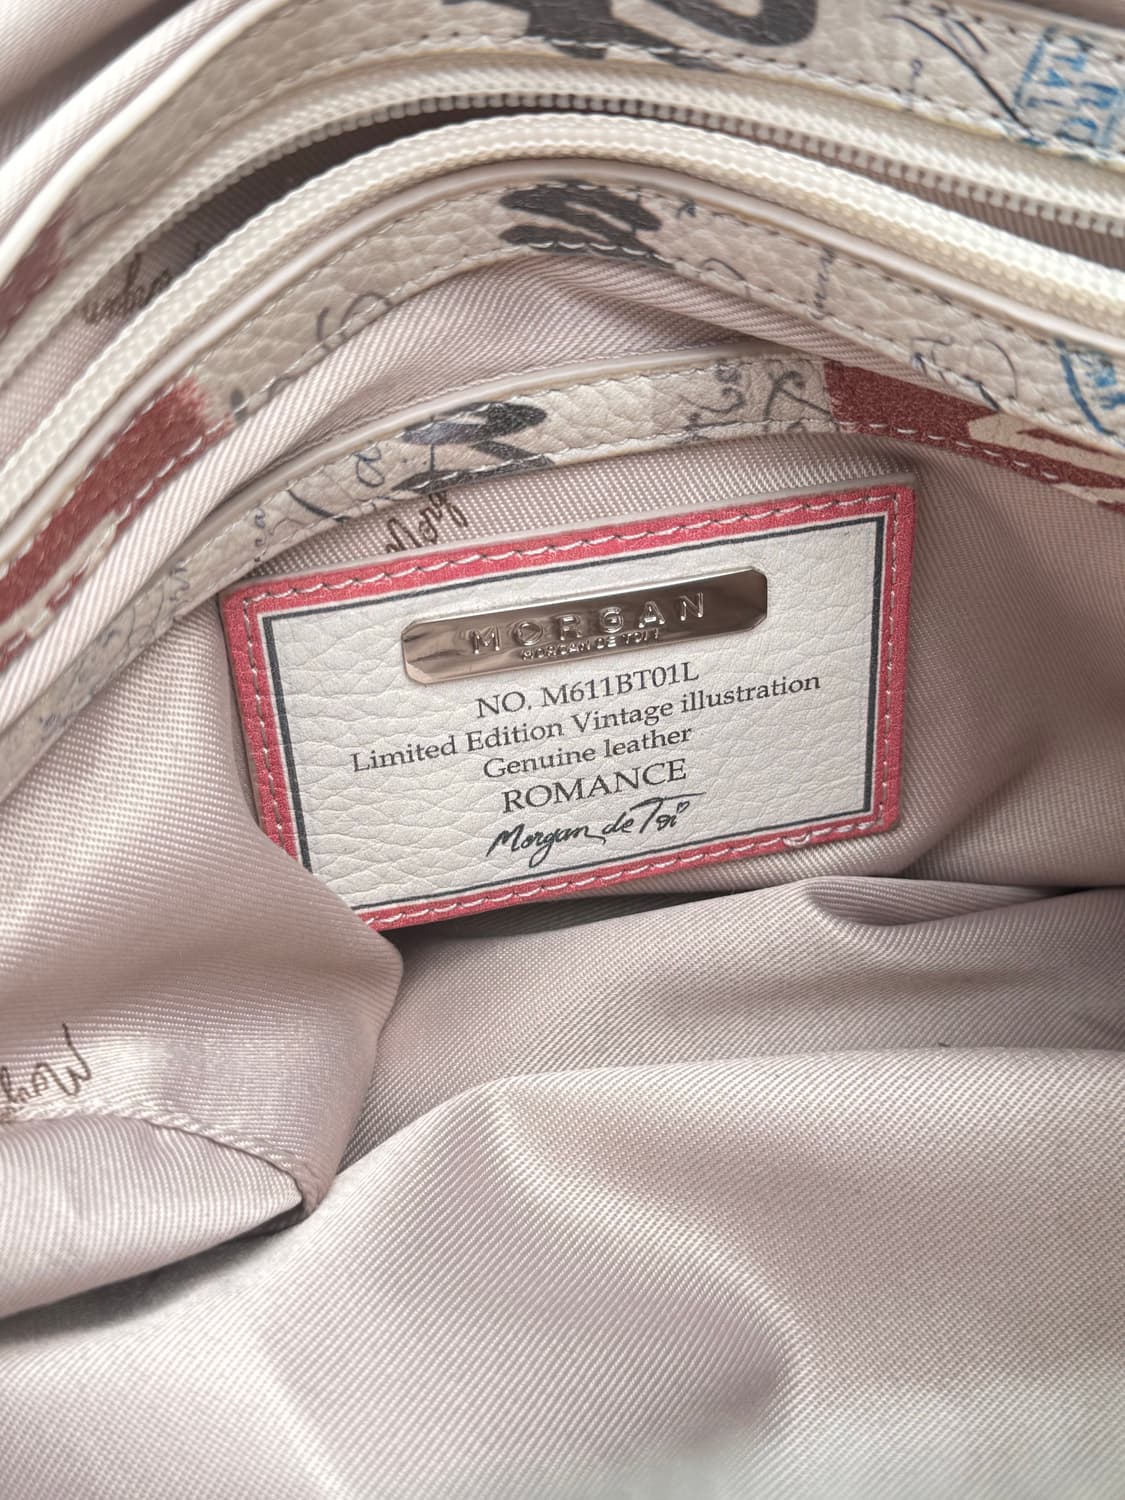 MORGAN
MORGAN DE TOI
NO. M611BT01L
Limited Edition Vintage illustration
Genuine leather
ROMANCE
Morgan de Toi